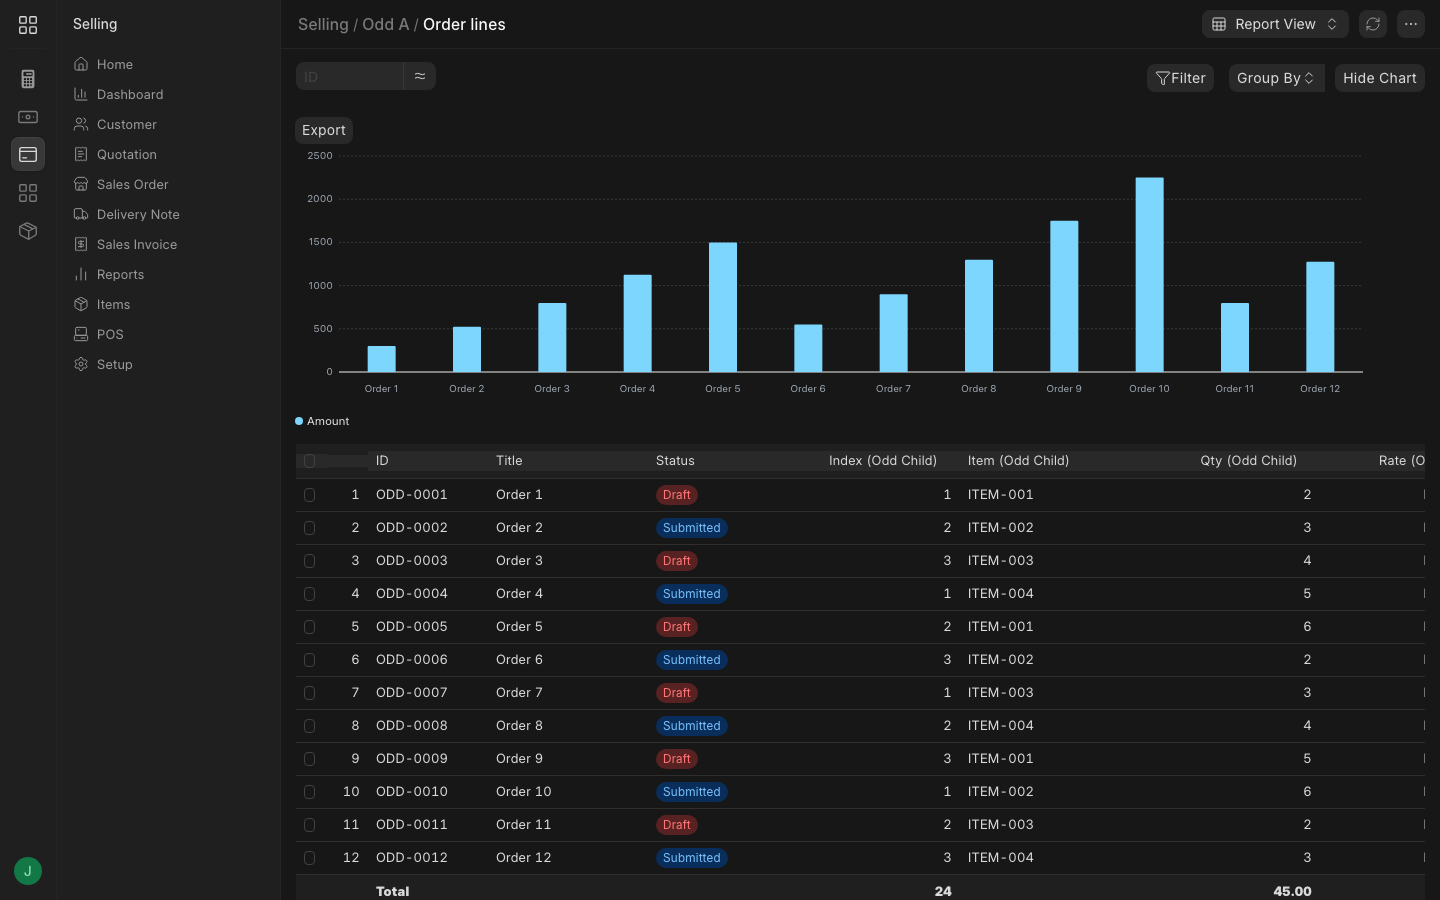 Selling
Home
Dashboard
Customer
Quotation
Sales Order
Delivery Note
Sales Invoice
Reports
Items
POS
Setup
J
Selling / Odd A / Order lines
Report View
ID
≈
Filter
Group By
Hide Chart
Export
2500
2000
1500
1000
500
0
Order 1 Order 2 Order 3 Order 4 Order 5 Order 6 Order 7 Order 8 Order 9 Order 10 Order 11 Order 12
Amount
ID Title Status Index (Odd Child) Item (Odd Child) Qty (Odd Child) Rate (O
1 ODD-0001 Order 1 Draft 1 ITEM-001 2
2 ODD-0002 Order 2 Submitted 2 ITEM-002 3
3 ODD-0003 Order 3 Draft 3 ITEM-003 4
4 ODD-0004 Order 4 Submitted 1 ITEM-004 5
5 ODD-0005 Order 5 Draft 2 ITEM-001 6
6 ODD-0006 Order 6 Submitted 3 ITEM-002 2
7 ODD-0007 Order 7 Draft 1 ITEM-003 3
8 ODD-0008 Order 8 Submitted 2 ITEM-004 4
9 ODD-0009 Order 9 Draft 3 ITEM-001 5
10 ODD-0010 Order 10 Submitted 1 ITEM-002 6
11 ODD-0011 Order 11 Draft 2 ITEM-003 2
12 ODD-0012 Order 12 Submitted 3 ITEM-004 3
Total 24 45.00